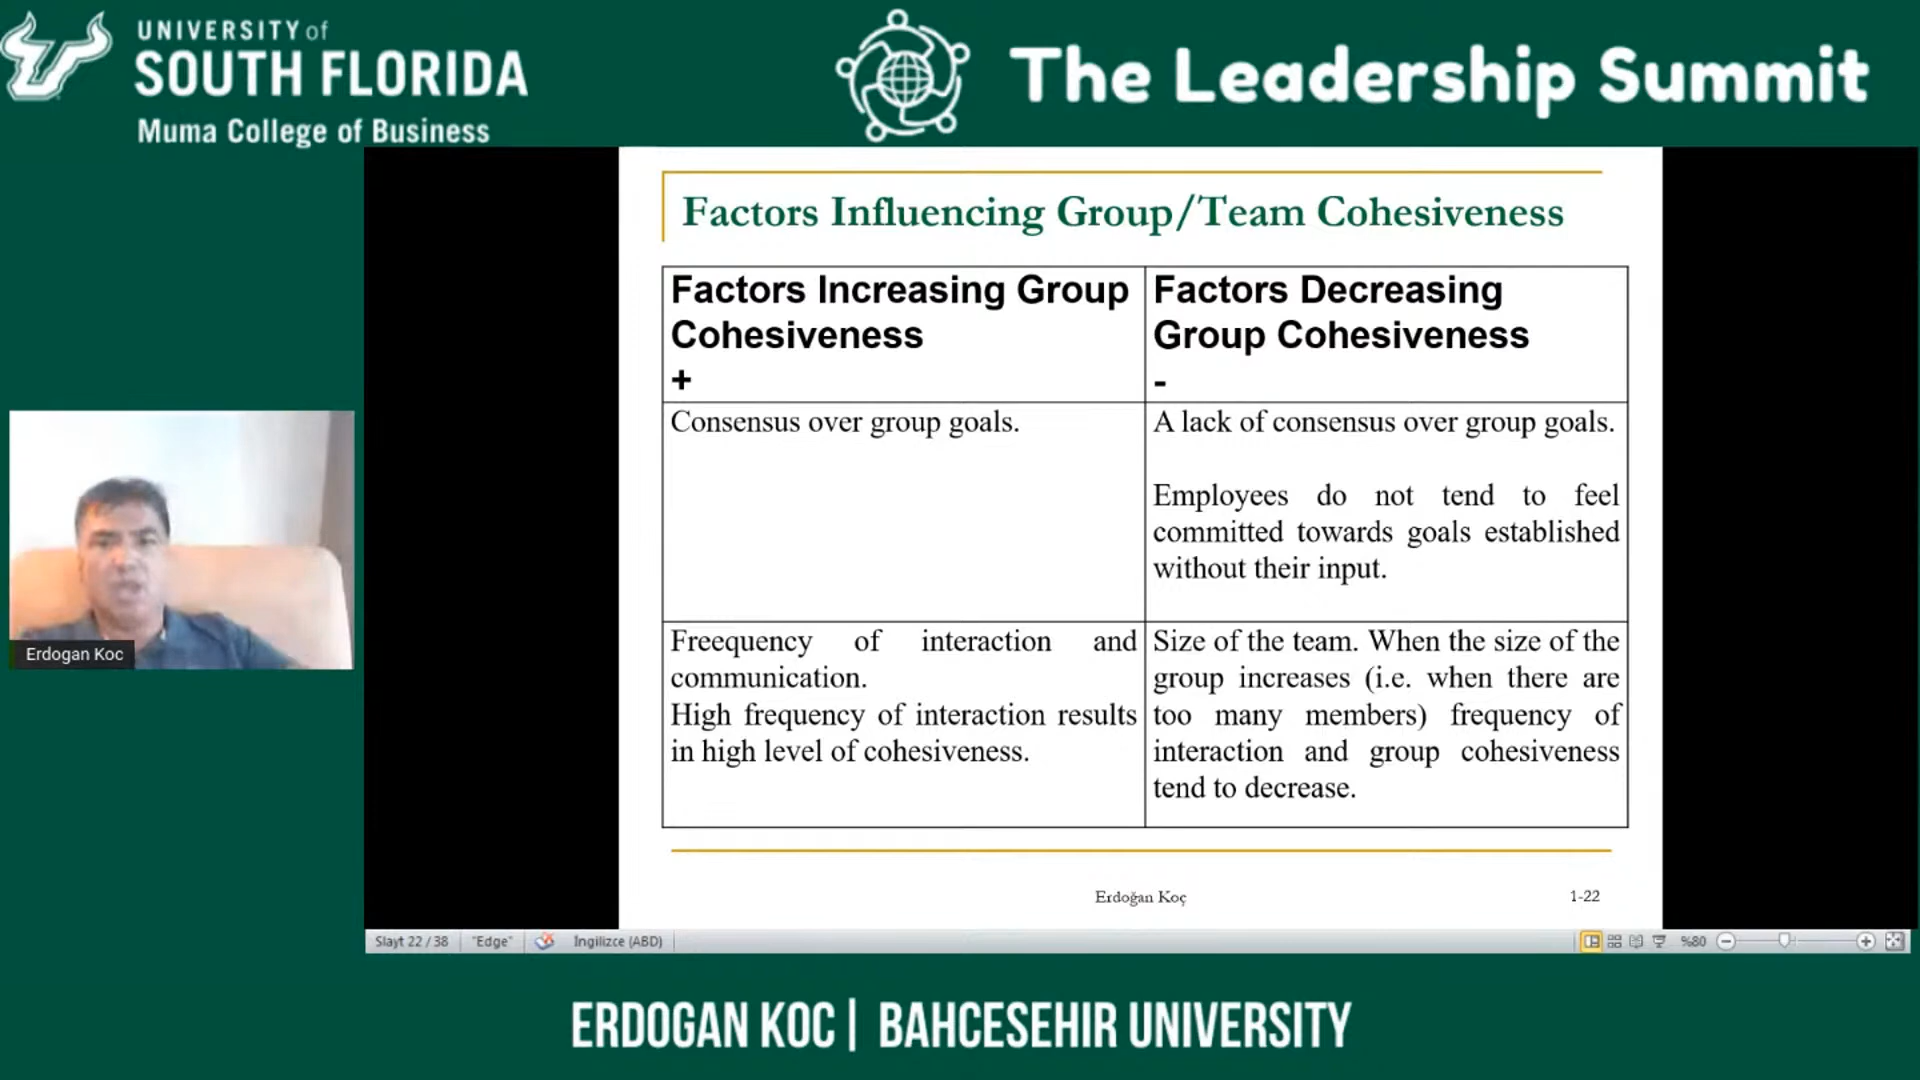 UNIVERSITY of
SOUTH FLORIDA
Muma College of Business
The Leadership Summit
Factors Influencing Group/Team Cohesiveness
Factors Increasing Group
Cohesiveness
+
Factors Decreasing
Group Cohesiveness
-
Consensus over group goals.
A lack of consensus over group goals.
Employees do not tend to feel
committed towards goals established
without their input.
Freequency of interaction and
communication.
High frequency of interaction results
in high level of cohesiveness.
Size of the team. When the size of the
group increases (i.e. when there are
too many members) frequency of
interaction and group cohesiveness
tend to decrease.
Erdoğan Koç
1-22
Erdogan Koc
Slayt 22 / 38
"Edge"
İngilizce (ABD)
%80
ERDOGAN KOC | BAHCESEHIR UNIVERSITY